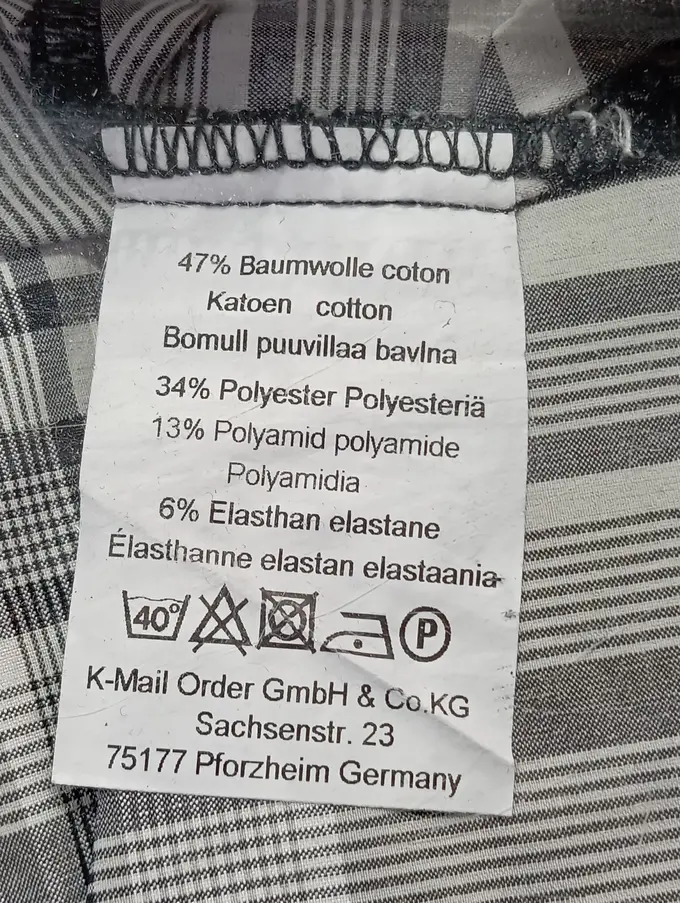 47% Baumwolle coton
Katoen cotton
Bomull puuvillaa bavlna
34% Polyester Polyesteriä
13% Polyamid polyamide
Polyamidia
6% Elasthan elastane
Élasthanne elastan elastaania
40° P
K-Mail Order GmbH & Co.KG
Sachsenstr. 23
75177 Pforzheim Germany